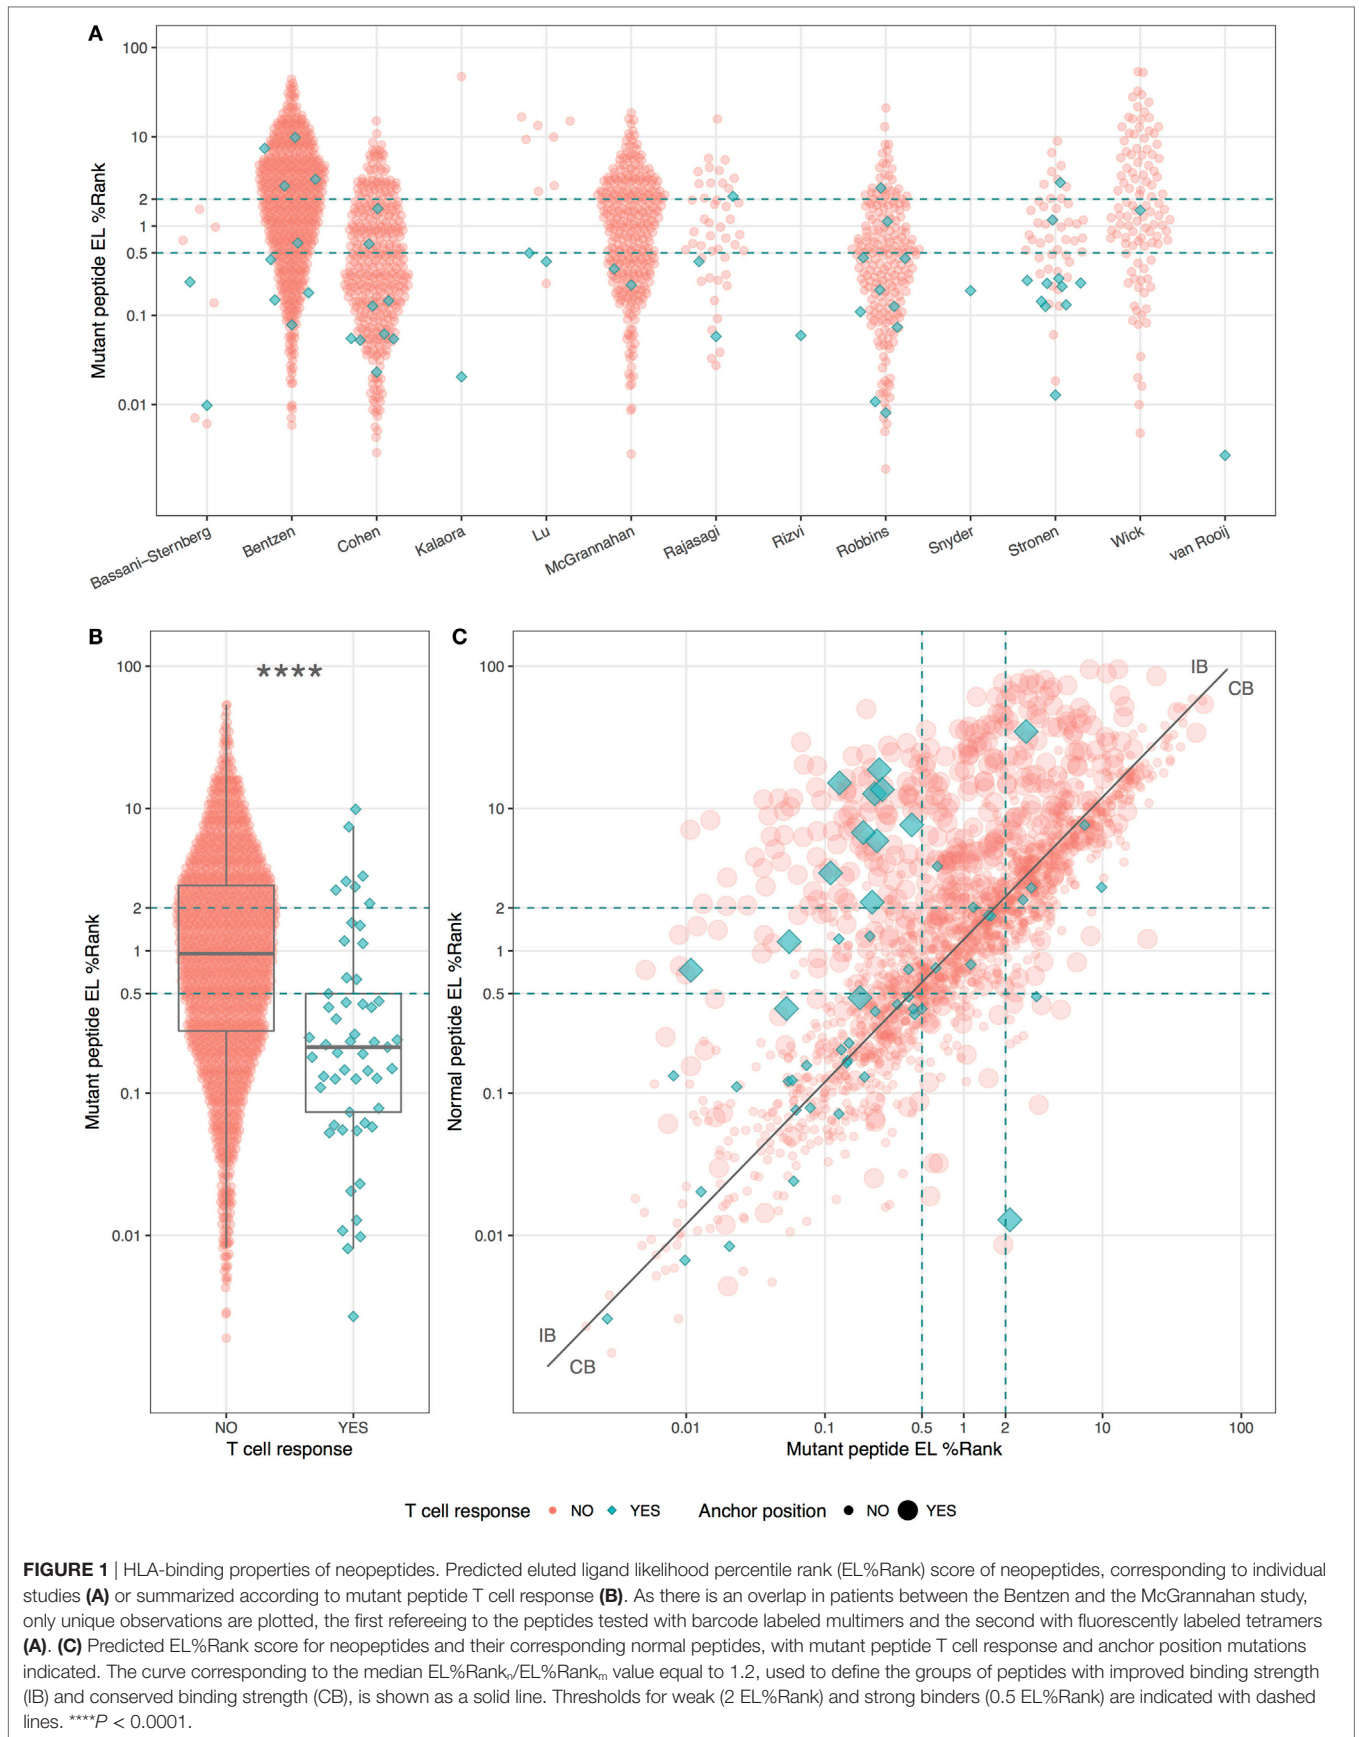 A
100
10
2
1
0.5
0.1
0.01
Mutant peptide EL %Rank
Bassani–Sternberg
Bentzen
Cohen
Kalaora
Lu
McGrannahan
Rajasagi
Rizvi
Robbins
Snyder
Stronen
Wick
van Rooij
B
****
100
10
2
1
0.5
0.1
0.01
Mutant peptide EL %Rank
NO
YES
T cell response
C
100
10
2
1
0.5
0.1
0.01
Normal peptide EL %Rank
IB
CB
IB
CB
0.01
0.1
0.5
1
2
10
100
Mutant peptide EL %Rank
T cell response NO YES Anchor position NO YES
FIGURE 1 | HLA-binding properties of neopeptides. Predicted eluted ligand likelihood percentile rank (EL%Rank) score of neopeptides, corresponding to individual
studies (A) or summarized according to mutant peptide T cell response (B). As there is an overlap in patients between the Bentzen and the McGrannahan study,
only unique observations are plotted, the first refereeing to the peptides tested with barcode labeled multimers and the second with fluorescently labeled tetramers
(A). (C) Predicted EL%Rank score for neopeptides and their corresponding normal peptides, with mutant peptide T cell response and anchor position mutations
indicated. The curve corresponding to the median EL%Rankₙ/EL%Rankₘ value equal to 1.2, used to define the groups of peptides with improved binding strength
(IB) and conserved binding strength (CB), is shown as a solid line. Thresholds for weak (2 EL%Rank) and strong binders (0.5 EL%Rank) are indicated with dashed
lines. ****P < 0.0001.